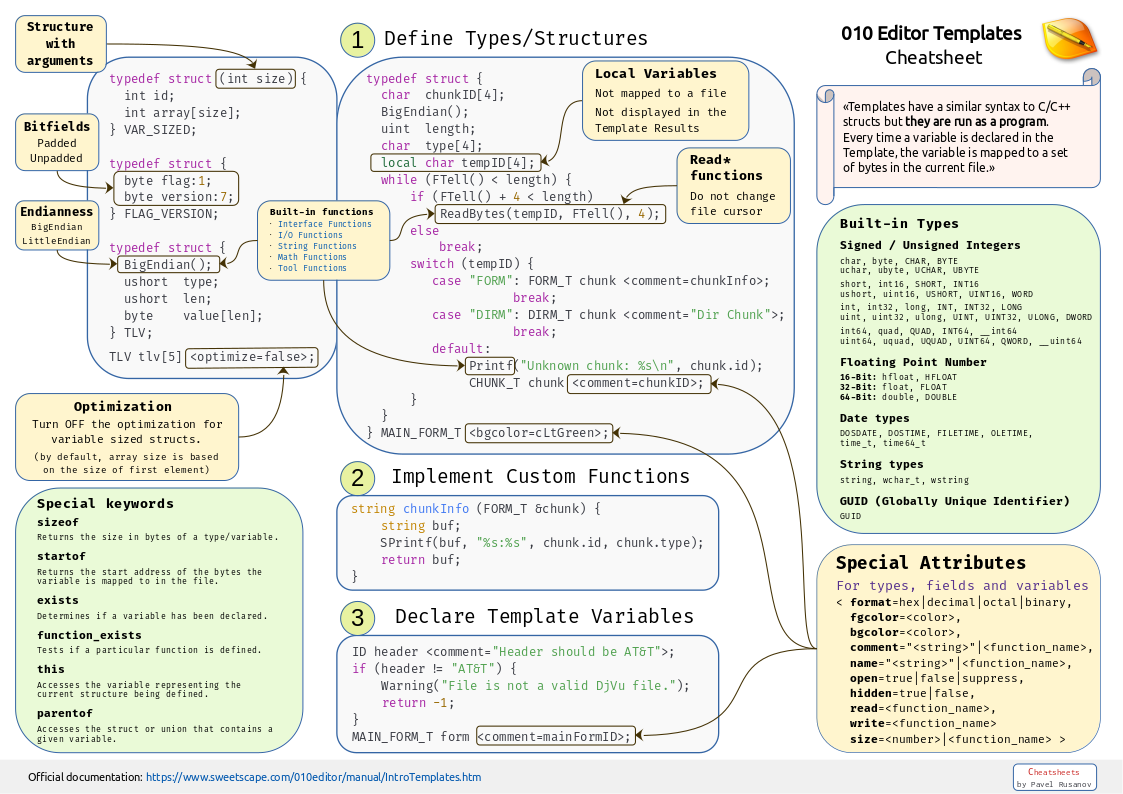 010 Editor Templates
Cheatsheet
«Templates have a similar syntax to C/C++
structs but they are run as a program.
Every time a variable is declared in the
Template, the variable is mapped to a set
of bytes in the current file.»
Structure
with
arguments
typedef struct (int size) {
int id;
int array[size];
} VAR_SIZED;
Bitfields
Padded
Unpadded
typedef struct {
byte flag:1;
byte version:7;
} FLAG_VERSION;
Endianness
BigEndian
LittleEndian
typedef struct {
BigEndian();
ushort type;
ushort len;
byte value[len];
} TLV;
TLV tlv[5] <optimize=false>;
Optimization
Turn OFF the optimization for
variable sized structs.
(by default, array size is based
on the size of first element)
Built-in functions
· Interface Functions
· I/O Functions
· String Functions
· Math Functions
· Tool Functions
1 Define Types/Structures
typedef struct {
char chunkID[4];
BigEndian();
uint length;
char type[4];
local char tempID[4];
while (FTell() < length) {
if (FTell() + 4 < length)
ReadBytes(tempID, FTell(), 4);
else
break;
switch (tempID) {
case "FORM": FORM_T chunk <comment=chunkInfo>;
break;
case "DIRM": DIRM_T chunk <comment="Dir Chunk">;
break;
default:
Printf("Unknown chunk: %s\n", chunk.id);
CHUNK_T chunk <comment=chunkID>;
}
}
} MAIN_FORM_T <bgcolor=cLtGreen>;
Local Variables
Not mapped to a file
Not displayed in the
Template Results
Read*
functions
Do not change
file cursor
2 Implement Custom Functions
string chunkInfo (FORM_T &chunk) {
string buf;
SPrintf(buf, "%s:%s", chunk.id, chunk.type);
return buf;
}
3 Declare Template Variables
ID header <comment="Header should be AT&T">;
if (header != "AT&T") {
Warning("File is not a valid DjVu file.");
return -1;
}
MAIN_FORM_T form <comment=mainFormID>;
Special keywords
sizeof
Returns the size in bytes of a type/variable.
startof
Returns the start address of the bytes the
variable is mapped to in the file.
exists
Determines if a variable has been declared.
function_exists
Tests if a particular function is defined.
this
Accesses the variable representing the
current structure being defined.
parentof
Accesses the struct or union that contains a
given variable.
Built-in Types
Signed / Unsigned Integers
char, byte, CHAR, BYTE
uchar, ubyte, UCHAR, UBYTE
short, int16, SHORT, INT16
ushort, uint16, USHORT, UINT16, WORD
int, int32, long, INT, INT32, LONG
uint, uint32, ulong, UINT, UINT32, ULONG, DWORD
int64, quad, QUAD, INT64, __int64
uint64, uquad, UQUAD, UINT64, QWORD, __uint64
Floating Point Number
16-Bit: hfloat, HFLOAT
32-Bit: float, FLOAT
64-Bit: double, DOUBLE
Date types
DOSDATE, DOSTIME, FILETIME, OLETIME,
time_t, time64_t
String types
string, wchar_t, wstring
GUID (Globally Unique Identifier)
GUID
Special Attributes
For types, fields and variables
< format=hex|decimal|octal|binary,
fgcolor=<color>,
bgcolor=<color>,
comment="<string>"|<function_name>,
name="<string>"|<function_name>,
open=true|false|suppress,
hidden=true|false,
read=<function_name>,
write=<function_name>
size=<number>|<function_name> >
Official documentation: https://www.sweetscape.com/010editor/manual/IntroTemplates.htm
Cheatsheets
by Pavel Rusanov